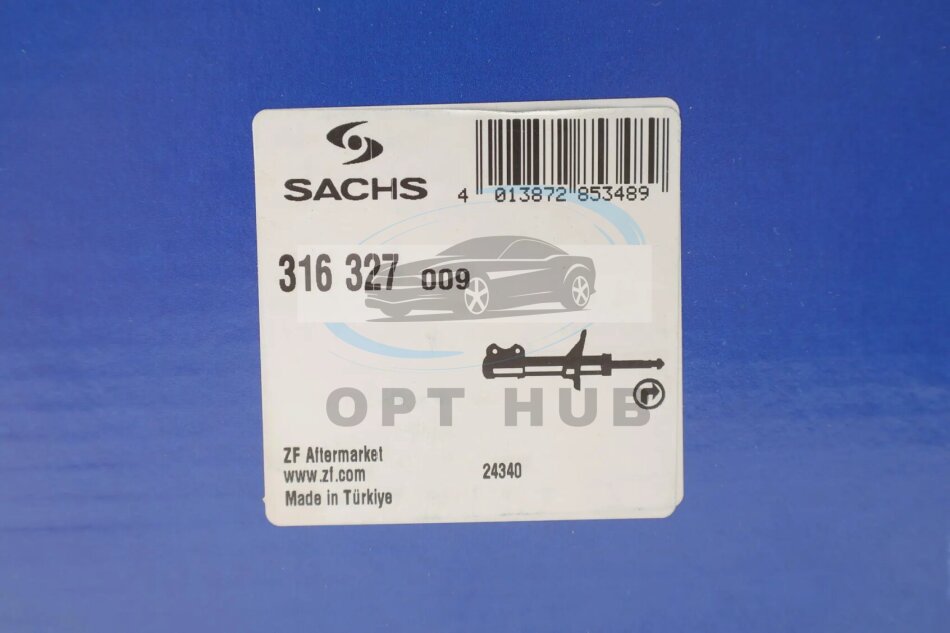 SACHS
4 013872 853489
316 327 009
OPT HUB
ZF Aftermarket
www.zf.com
Made in Türkiye
24340